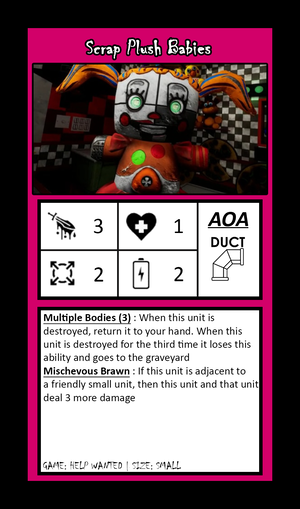 Scrap Plush Babies
3
1
AOA
DUCT
2
2
Multiple Bodies (3) : When this unit is
destroyed, return it to your hand. When this
unit is destroyed for the third time it loses this
ability and goes to the graveyard
Mischevous Brawn : If this unit is adjacent to
a friendly small unit, then this unit and that unit
deal 3 more damage
GAME: HELP WANTED | SIZE: SMALL